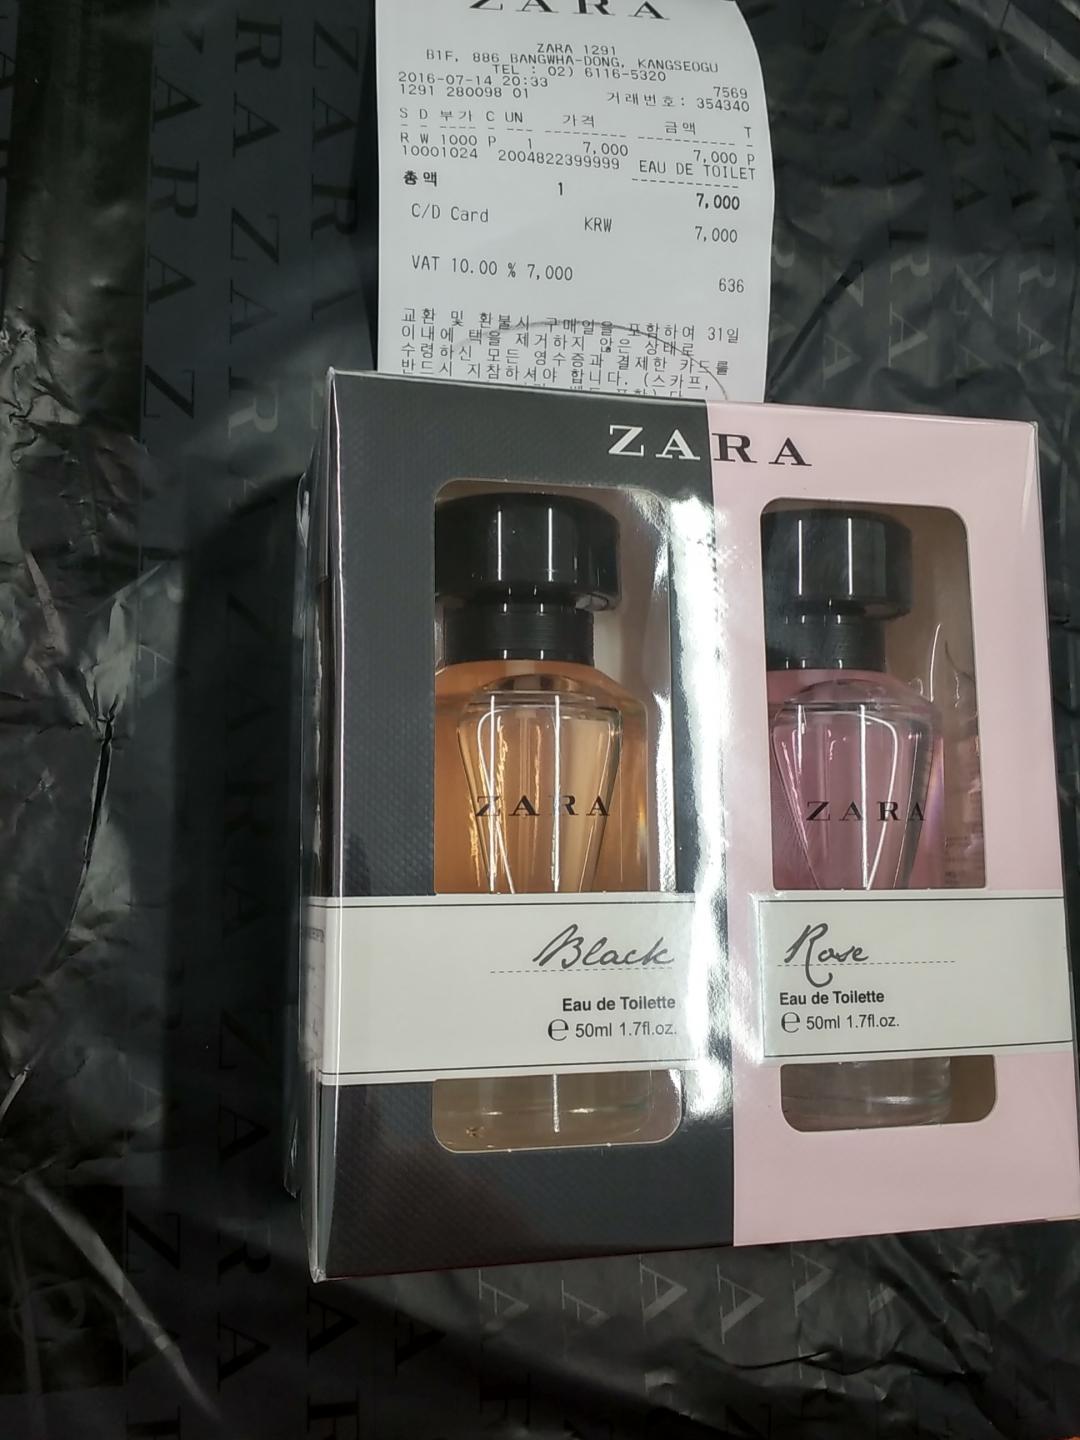 ZARA
ZARA 1291
B1F, 886 BANGWHA-DONG, KANGSEOGU
TEL : 02) 6116-5320
2016-07-14 20:33 7569
1291 280098 01 거래번호: 354340
S D 부가 C UN 가격 금액 T
R W 1000 P 1 7,000 7,000 P
10001024 2004822399999 EAU DE TOILET
총액 1 7,000
C/D Card KRW 7,000
VAT 10.00 % 7,000 636
교환 및 환불시 구매일을 포함하여 31일
이내에 택을 제거하지 않은 상태로
수령하신 모든 영수증과 결제한 카드를
반드시 지참하셔야 합니다. (스카프,
ZARA
ZARA
ZARA
Black
Eau de Toilette
℮ 50ml 1.7fl.oz.
Rose
Eau de Toilette
℮ 50ml 1.7fl.oz.